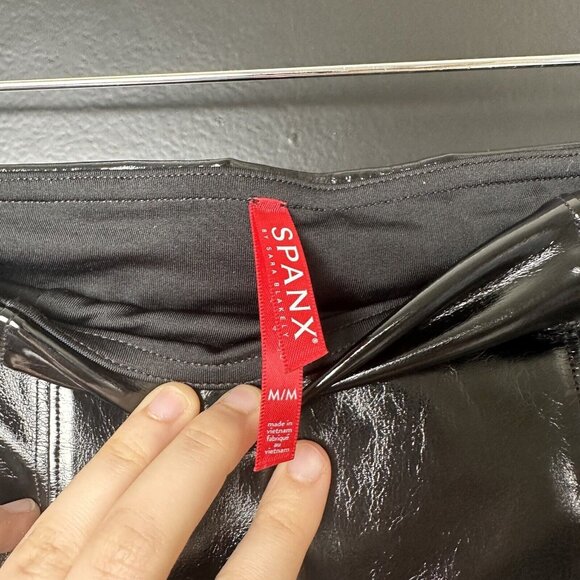 SPANX®
BY SARA BLAKELY
M/M
made in
vietnam
fabriqué
au
vietnam